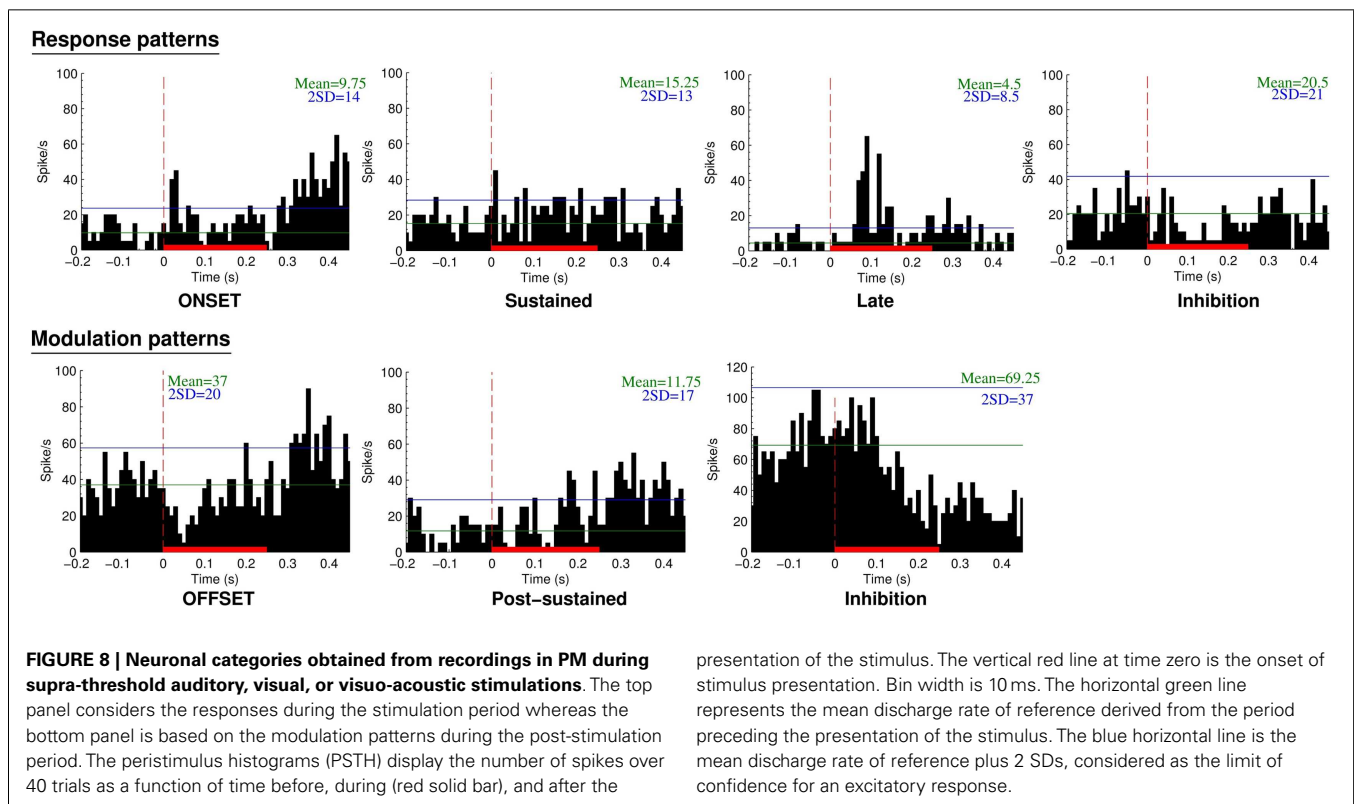 Response patterns
Mean=9.75
2SD=14
100
80
60
40
20
0
Spike/s
−0.2 −0.1 0 0.1 0.2 0.3 0.4
Time (s)
ONSET
Mean=15.25
2SD=13
100
80
60
40
20
0
Spike/s
−0.2 −0.1 0 0.1 0.2 0.3 0.4
Time (s)
Sustained
Mean=4.5
2SD=8.5
100
80
60
40
20
0
Spike/s
−0.2 −0.1 0 0.1 0.2 0.3 0.4
Time (s)
Late
Mean=20.5
2SD=21
100
80
60
40
20
0
Spike/s
−0.2 −0.1 0 0.1 0.2 0.3 0.4
Time (s)
Inhibition
Modulation patterns
Mean=37
2SD=20
100
80
60
40
20
0
Spike/s
−0.2 −0.1 0 0.1 0.2 0.3 0.4
Time (s)
OFFSET
Mean=11.75
2SD=17
100
80
60
40
20
0
Spike/s
−0.2 −0.1 0 0.1 0.2 0.3 0.4
Time (s)
Post−sustained
Mean=69.25
2SD=37
120
100
80
60
40
20
0
Spike/s
−0.2 −0.1 0 0.1 0.2 0.3 0.4
Time (s)
Inhibition
FIGURE 8 | Neuronal categories obtained from recordings in PM during
supra-threshold auditory, visual, or visuo-acoustic stimulations. The top
panel considers the responses during the stimulation period whereas the
bottom panel is based on the modulation patterns during the post-stimulation
period. The peristimulus histograms (PSTH) display the number of spikes over
40 trials as a function of time before, during (red solid bar), and after the
presentation of the stimulus. The vertical red line at time zero is the onset of
stimulus presentation. Bin width is 10 ms. The horizontal green line
represents the mean discharge rate of reference derived from the period
preceding the presentation of the stimulus. The blue horizontal line is the
mean discharge rate of reference plus 2 SDs, considered as the limit of
confidence for an excitatory response.